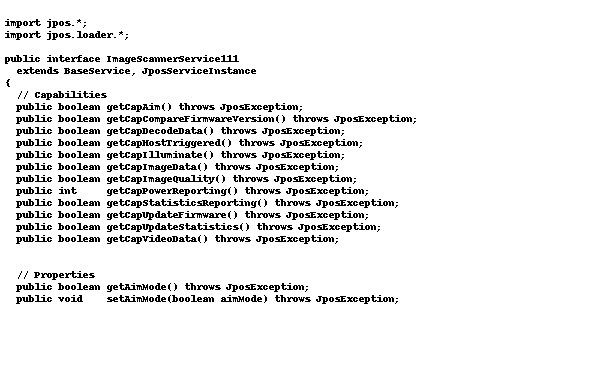 import jpos.*;
import jpos.loader.*;

public interface ImageScannerService111
  extends BaseService, JposServiceInstance
{
  // Capabilities
  public boolean getCapAim() throws JposException;
  public boolean getCapCompareFirmwareVersion() throws JposException;
  public boolean getCapDecodeData() throws JposException;
  public boolean getCapHostTriggered() throws JposException;
  public boolean getCapIlluminate() throws JposException;
  public boolean getCapImageData() throws JposException;
  public boolean getCapImageQuality() throws JposException;
  public int     getCapPowerReporting() throws JposException;
  public boolean getCapStatisticsReporting() throws JposException;
  public boolean getCapUpdateFirmware() throws JposException;
  public boolean getCapUpdateStatistics() throws JposException;
  public boolean getCapVideoData() throws JposException;

  // Properties
  public boolean getAimMode() throws JposException;
  public void    setAimMode(boolean aimMode) throws JposException;